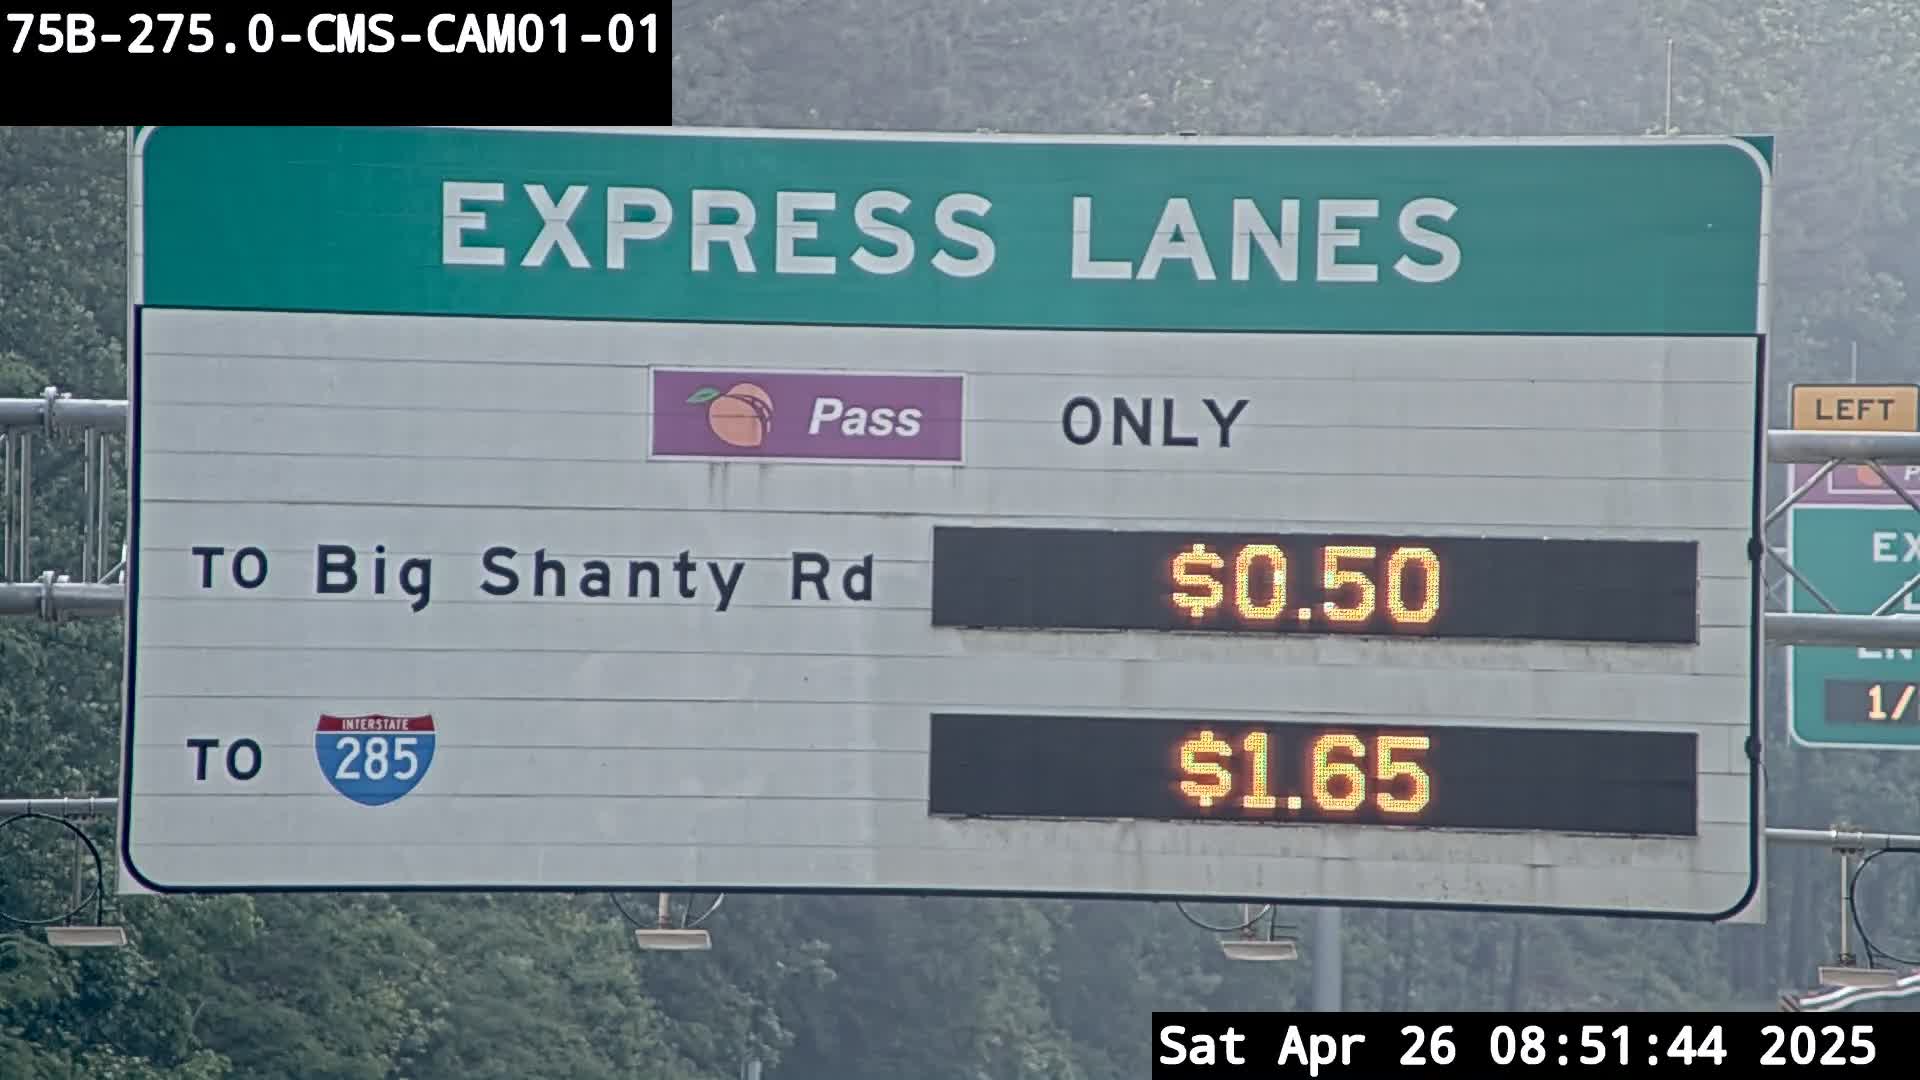 75B-275.0-CMS-CAM01-01
EXPRESS LANES
Pass ONLY
TO Big Shanty Rd $0.50
TO INTERSTATE 285 $1.65
LEFT
1/
Sat Apr 26 08:51:44 2025